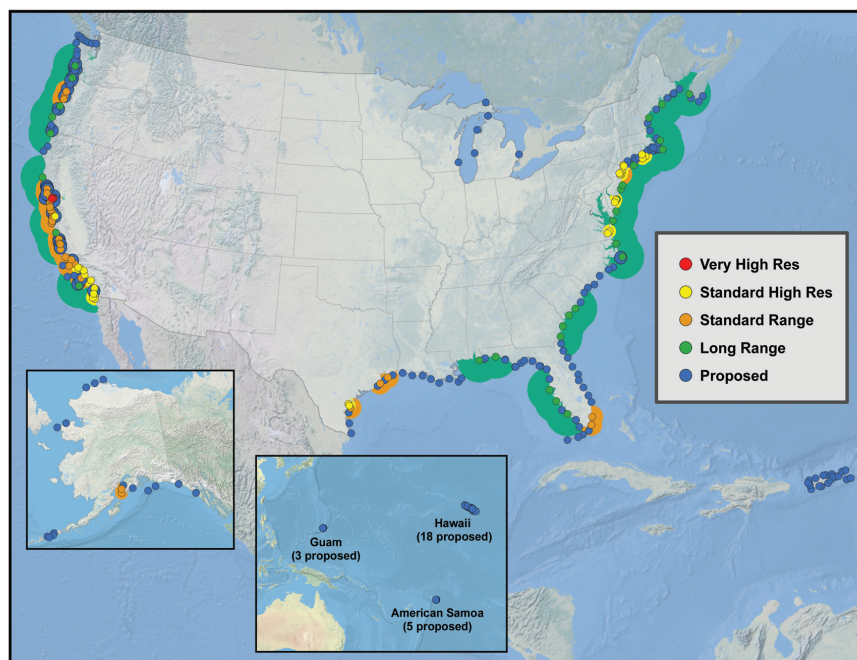 Very High Res
Standard High Res
Standard Range
Long Range
Proposed
Guam
(3 proposed)
Hawaii
(18 proposed)
American Samoa
(5 proposed)